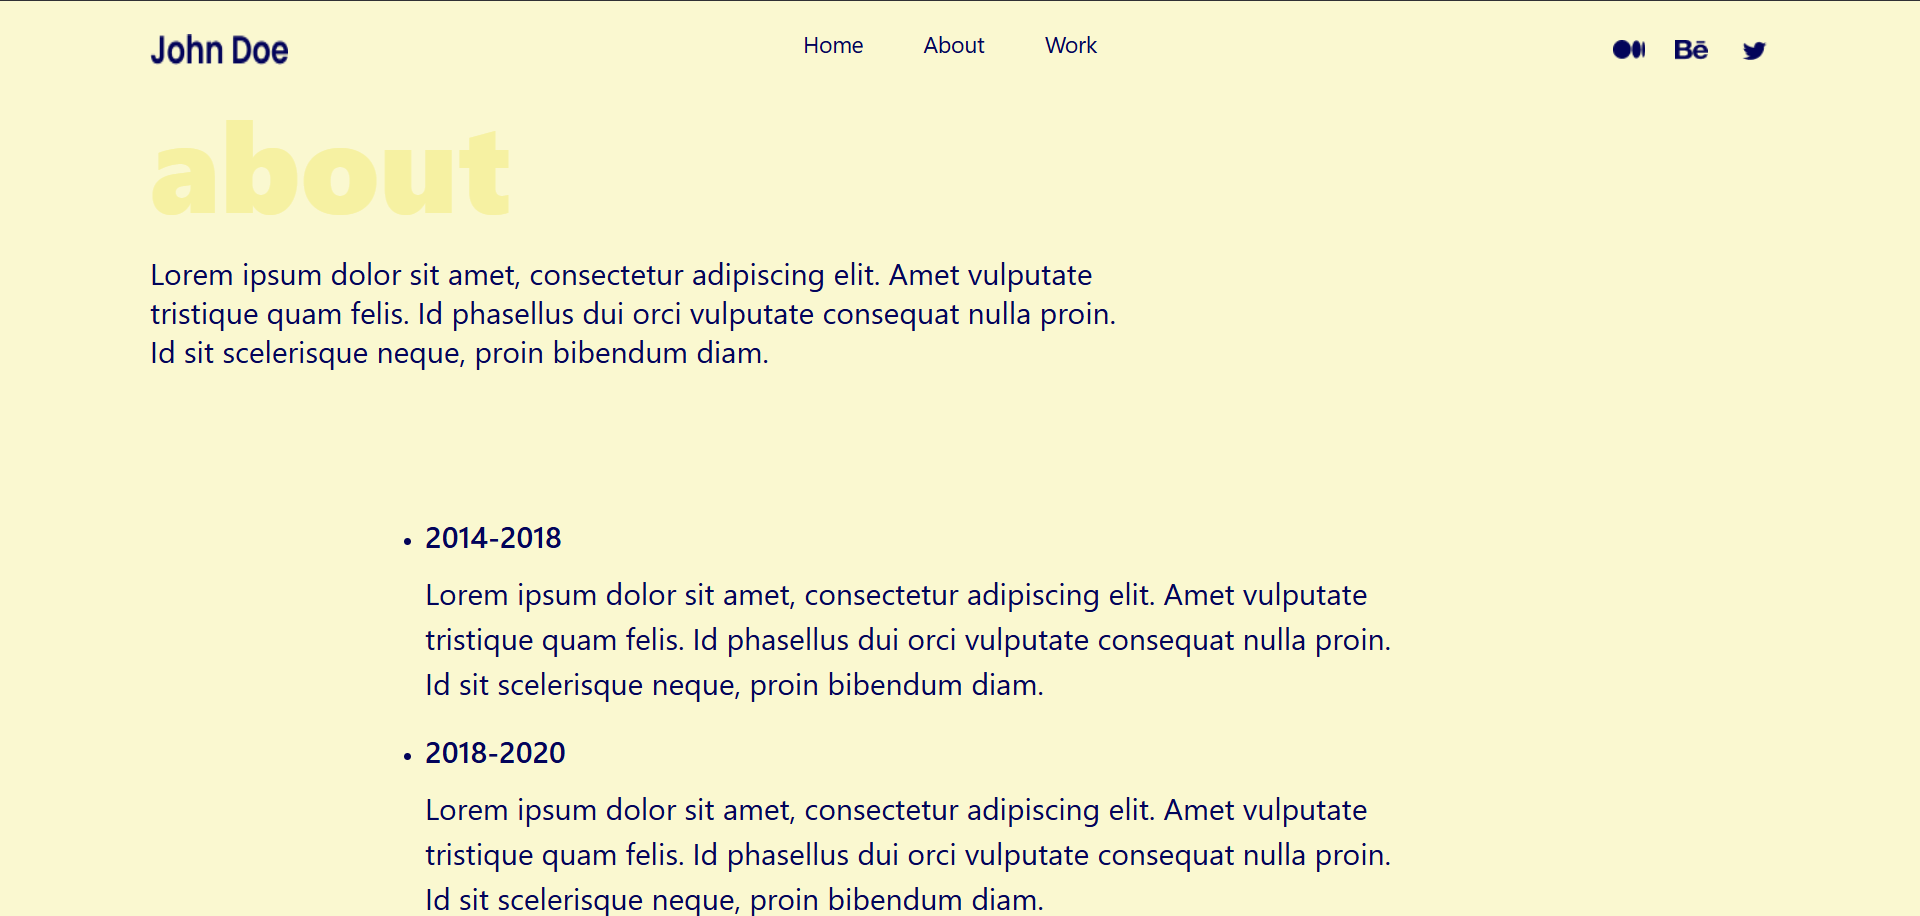 John Doe
Home About Work
Bē
about
Lorem ipsum dolor sit amet, consectetur adipiscing elit. Amet vulputate
tristique quam felis. Id phasellus dui orci vulputate consequat nulla proin.
Id sit scelerisque neque, proin bibendum diam.
• 2014-2018
Lorem ipsum dolor sit amet, consectetur adipiscing elit. Amet vulputate
tristique quam felis. Id phasellus dui orci vulputate consequat nulla proin.
Id sit scelerisque neque, proin bibendum diam.
• 2018-2020
Lorem ipsum dolor sit amet, consectetur adipiscing elit. Amet vulputate
tristique quam felis. Id phasellus dui orci vulputate consequat nulla proin.
Id sit scelerisque neque, proin bibendum diam.